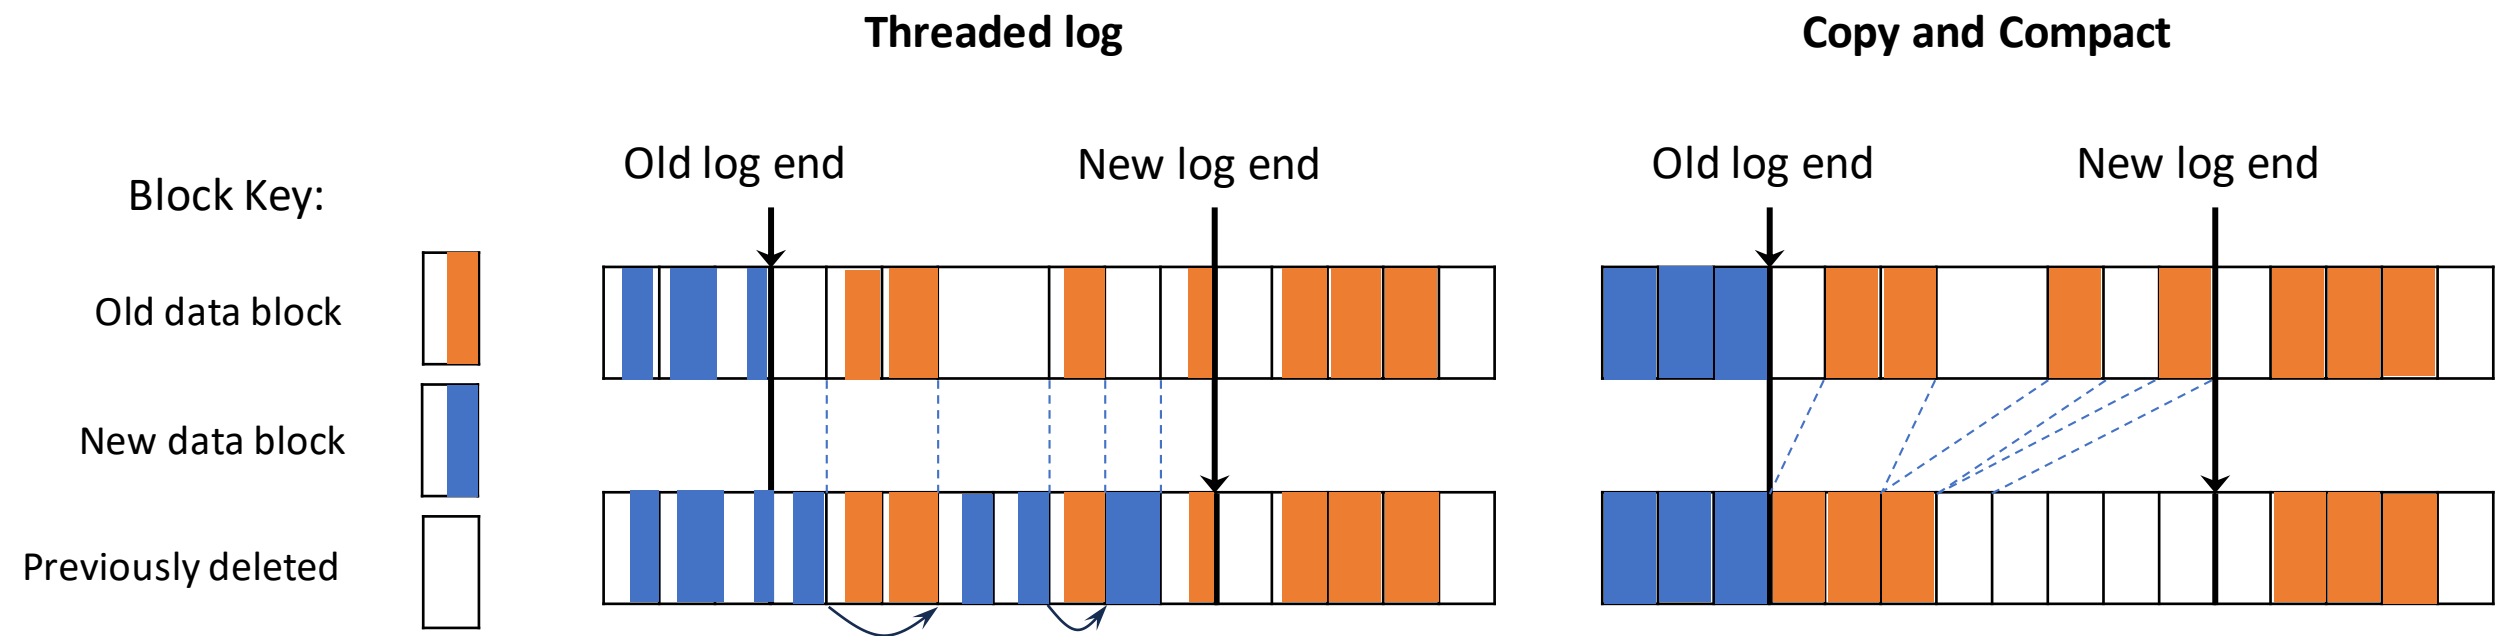 Threaded log
Copy and Compact
Old log end
New log end
Old log end
New log end
Block Key:
Old data block
New data block
Previously deleted